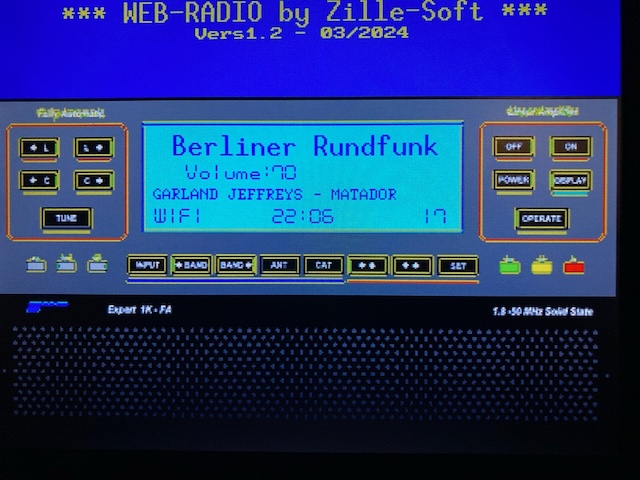 *** WEB-RADIO by Zille-Soft ***
Vers1.2 - 03/2024
Fully Automatic
L L
C C
TUNE
Berliner Rundfunk
Volume:70
GARLAND JEFFREYS - MATADOR
WIFI 22:06 17
OFF ON
POWER DISPLAY
OPERATE
INPUT BAND BAND ANT CAT SET
Expert 1K-FA 1.8-50 MHz Solid State